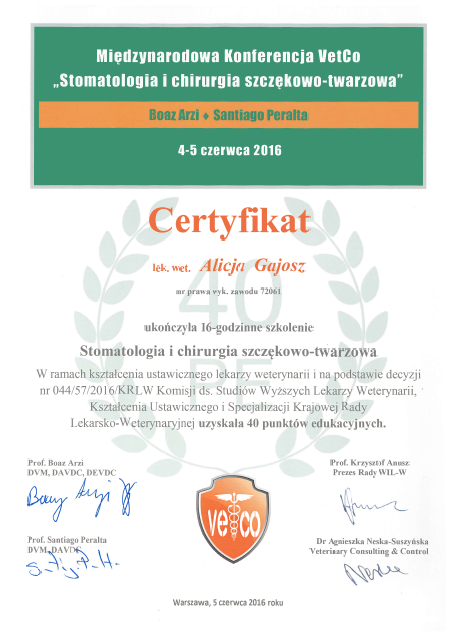 Międzynarodowa Konferencja VetCo
„Stomatologia i chirurgia szczękowo-twarzowa”
Boaz Arzi ♦ Santiago Peralta
4-5 czerwca 2016
Certyfikat
lek. wet. Alicja Gajosz
nr prawa wyk. zawodu 72061
40
PE
ukończyła 16-godzinne szkolenie
Stomatologia i chirurgia szczękowo-twarzowa
W ramach kształcenia ustawicznego lekarzy weterynarii i na podstawie decyzji
nr 044/57/2016/KRLW Komisji ds. Studiów Wyższych Lekarzy Weterynarii,
Kształcenia Ustawicznego i Specjalizacji Krajowej Rady
Lekarsko-Weterynaryjnej uzyskała 40 punktów edukacyjnych.
Prof. Boaz Arzi
DVM, DAVDC, DEVDC
Prof. Krzysztof Anusz
Prezes Rady WIL-W
vetco
Prof. Santiago Peralta
DVM, DAVDC
Dr Agnieszka Neska-Suszyńska
Veterinary Consulting & Control
Warszawa, 5 czerwca 2016 roku